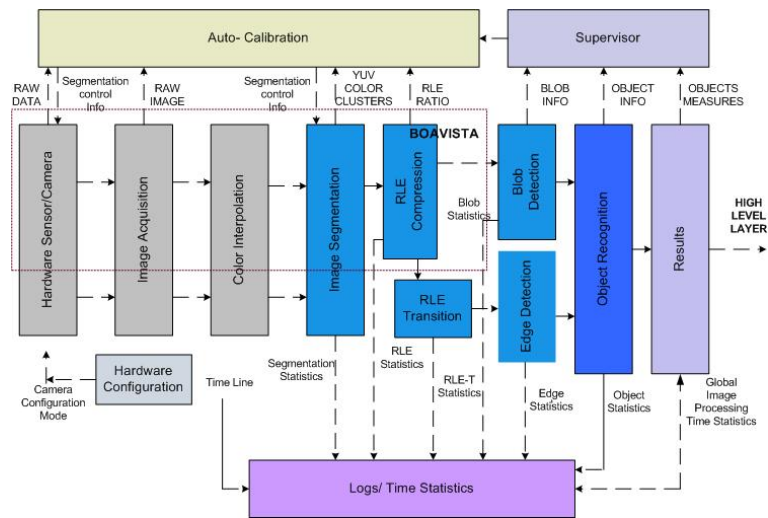 Auto- Calibration
Supervisor
RAW
DATA
Segmentation
control
Info
RAW
IMAGE
Segmentation
control
Info
YUV
COLOR
CLUSTERS
RLE
RATIO
BLOB
INFO
OBJECT
INFO
OBJECTS
MEASURES
BOAVISTA
Hardware Sensor/Camera
Image Acquisition
Color Interpolation
Image Segmentation
RLE
Compression
Blob
Statistics
Blob Detection
Object Recognition
Results
HIGH
LEVEL
LAYER
RLE
Transition
Edge Detection
Hardware
Configuration
Camera
Configuration
Mode
Time Line
Segmentation
Statistics
RLE
Statistics
RLE-T
Statistics
Edge
Statistics
Object
Statistics
Global
Image
Processing
Time Statistics
Logs/ Time Statistics